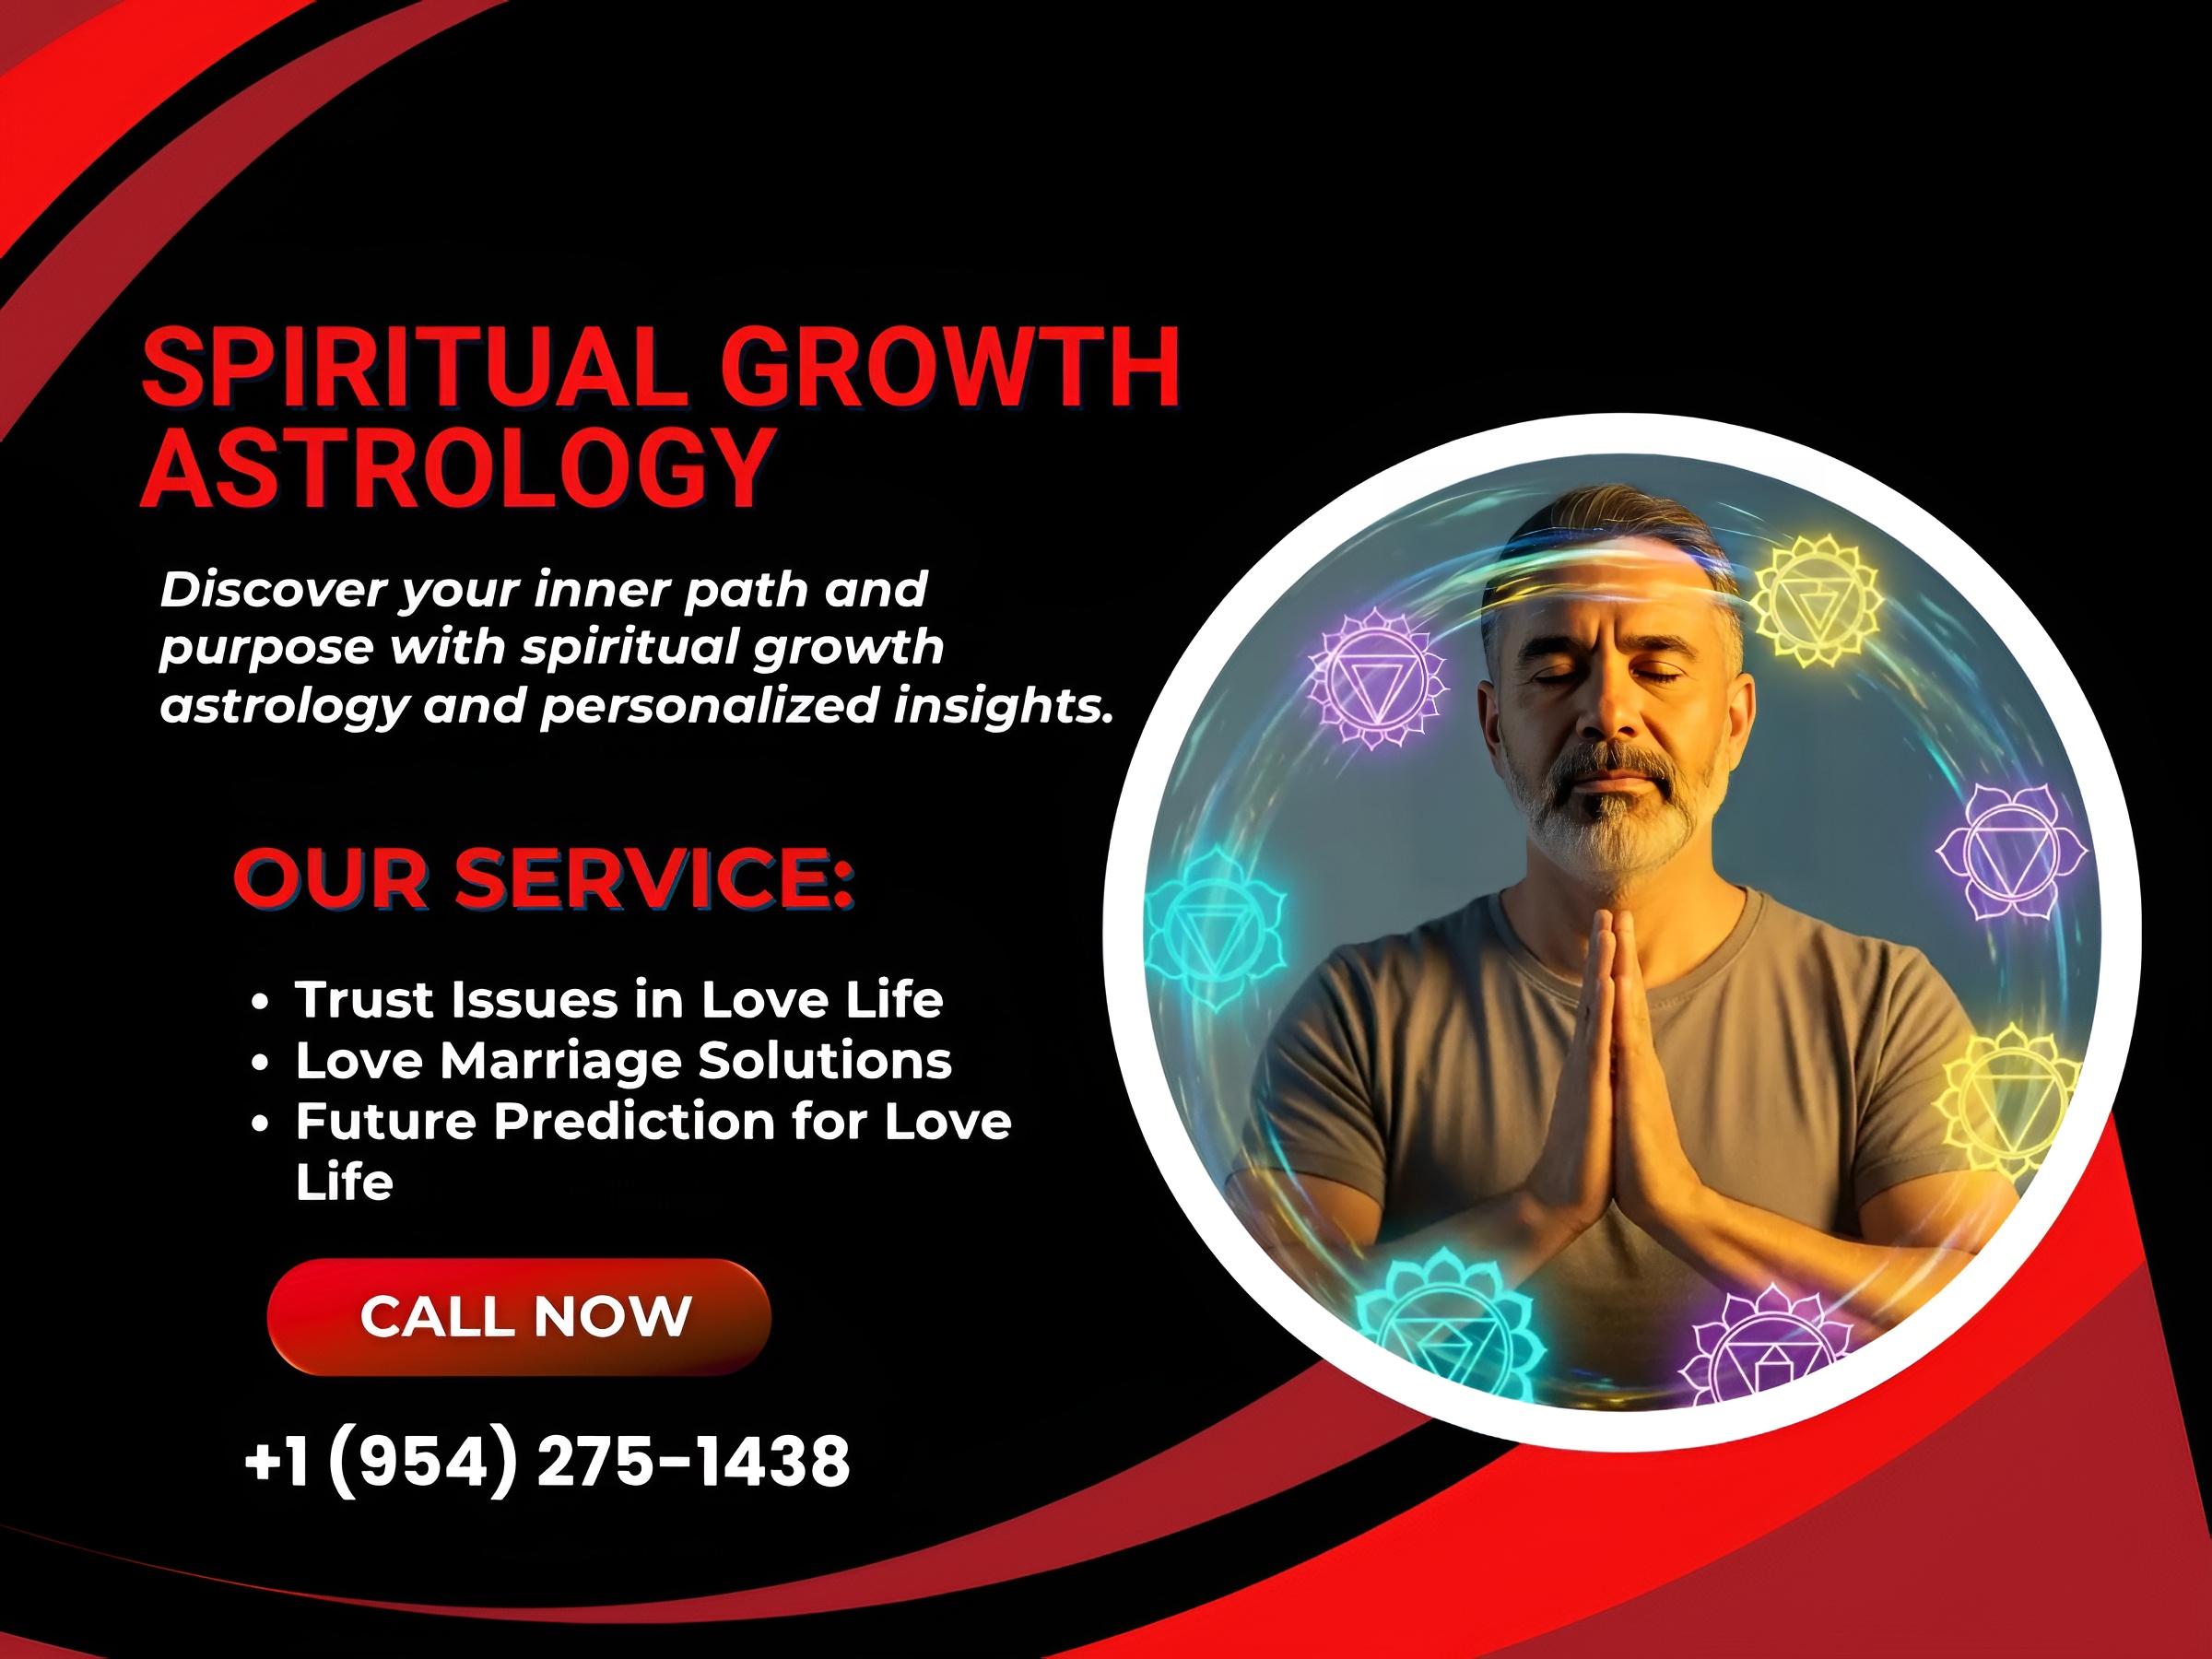 SPIRITUAL GROWTH
ASTROLOGY
Discover your inner path and
purpose with spiritual growth
astrology and personalized insights.
OUR SERVICE:
• Trust Issues in Love Life
• Love Marriage Solutions
• Future Prediction for Love
Life
CALL NOW
+1 (954) 275-1438